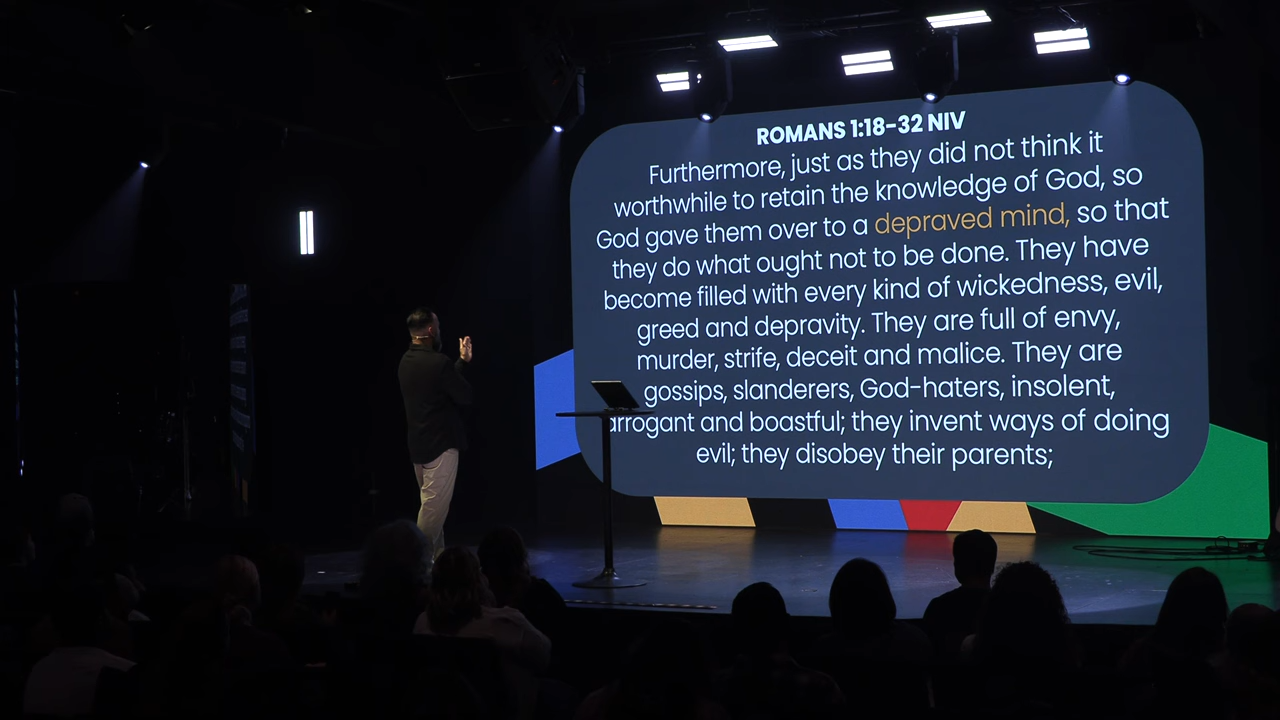 ROMANS 1:18-32 NIV
Furthermore, just as they did not think it
worthwhile to retain the knowledge of God, so
God gave them over to a depraved mind, so that
they do what ought not to be done. They have
become filled with every kind of wickedness, evil,
greed and depravity. They are full of envy,
murder, strife, deceit and malice. They are
gossips, slanderers, God-haters, insolent,
arrogant and boastful; they invent ways of doing
evil; they disobey their parents;